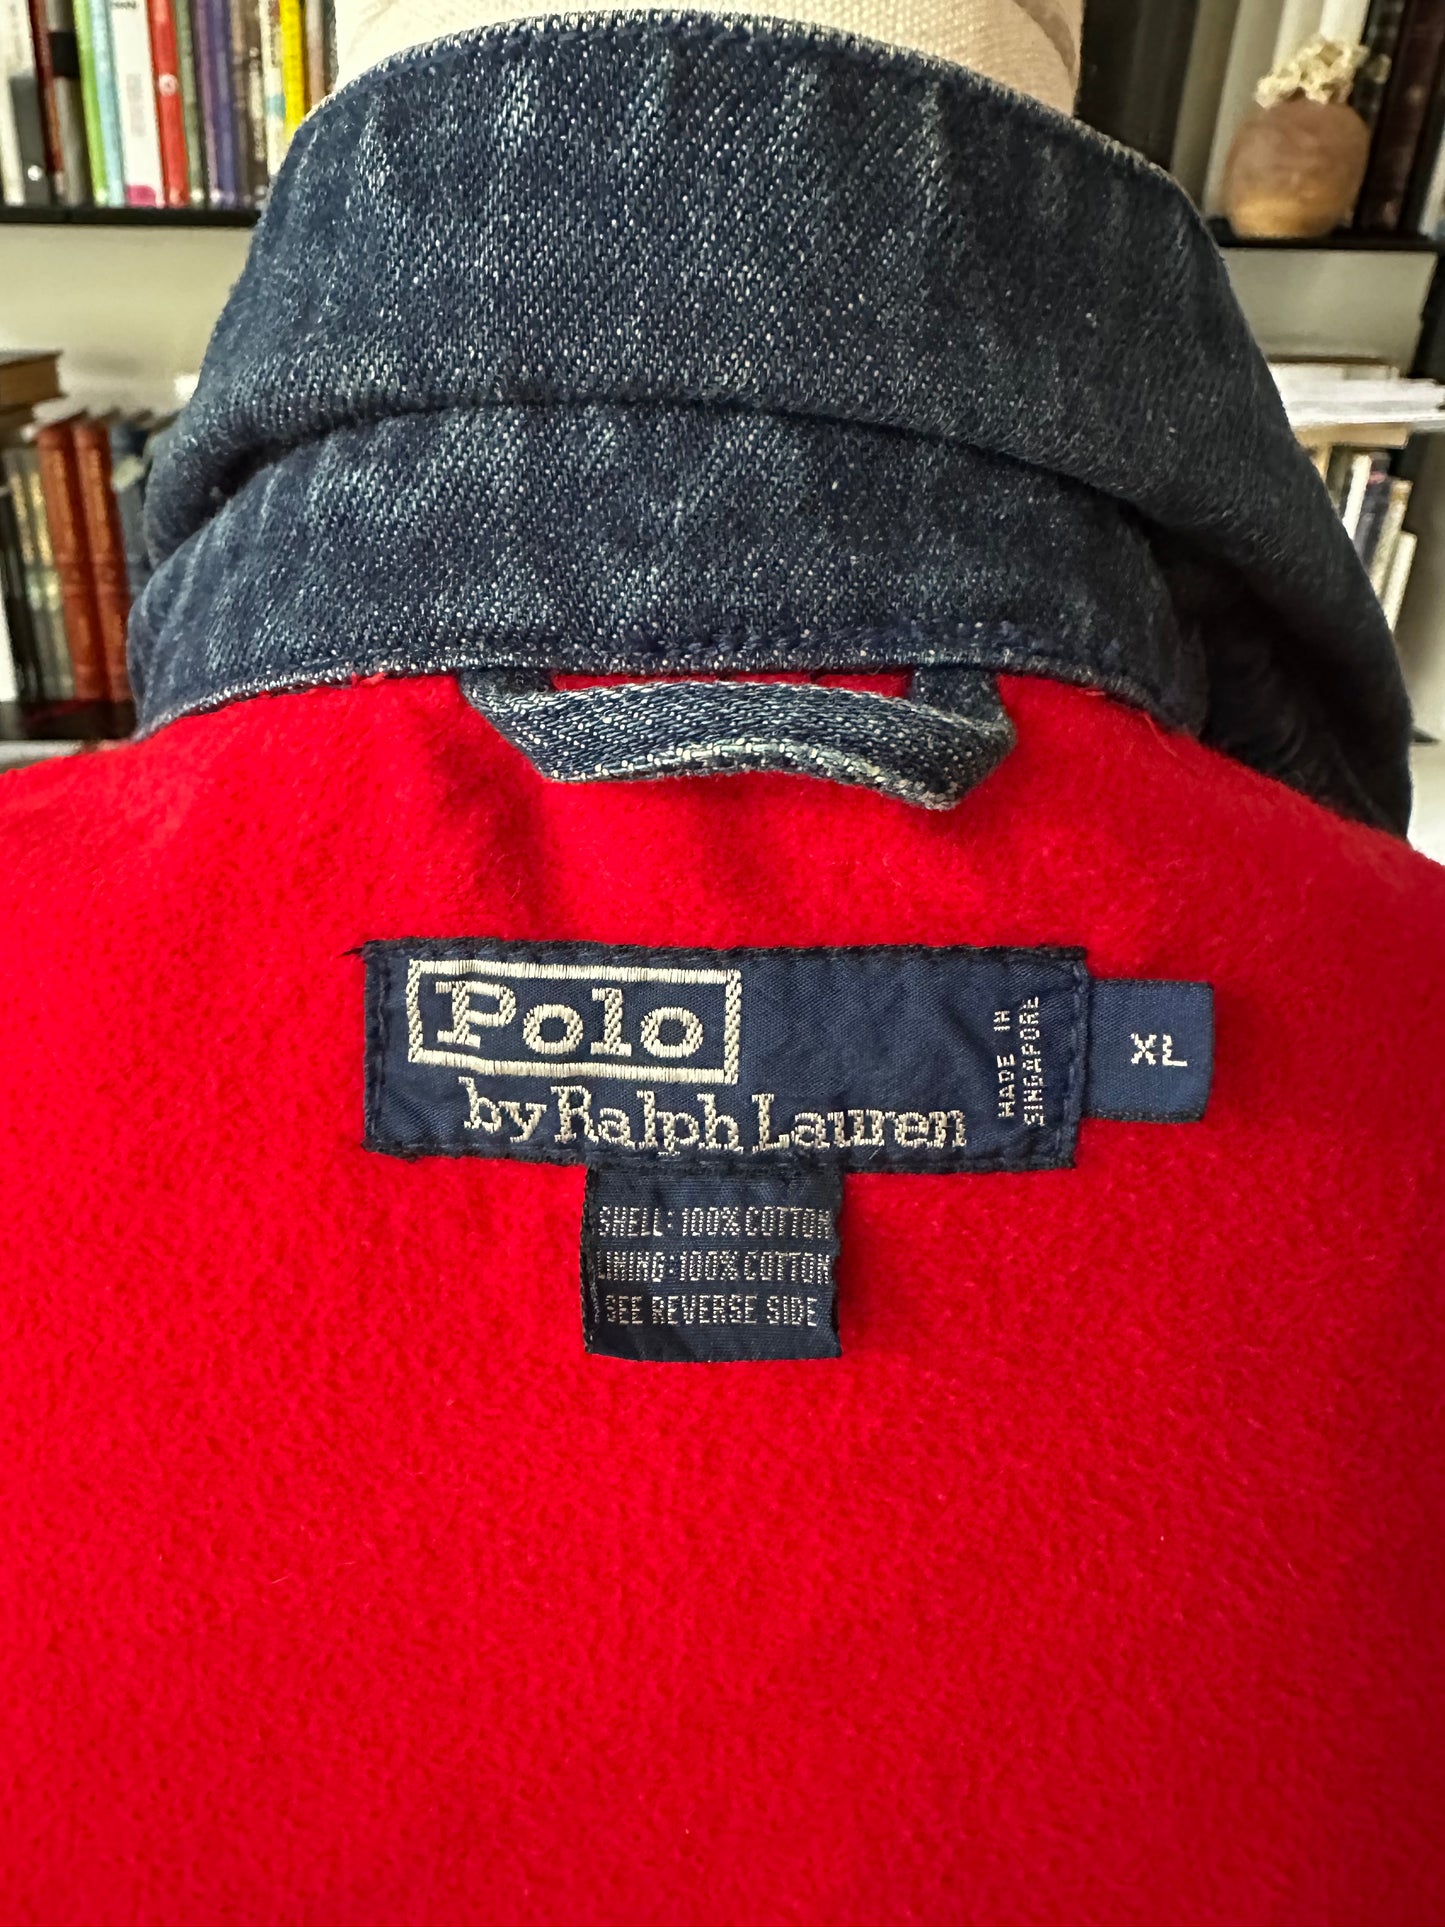 Polo
by Ralph Lauren
MADE IN
SINGAPORE
XL
SHELL: 100% COTTON
LINING: 100% COTTON
SEE REVERSE SIDE